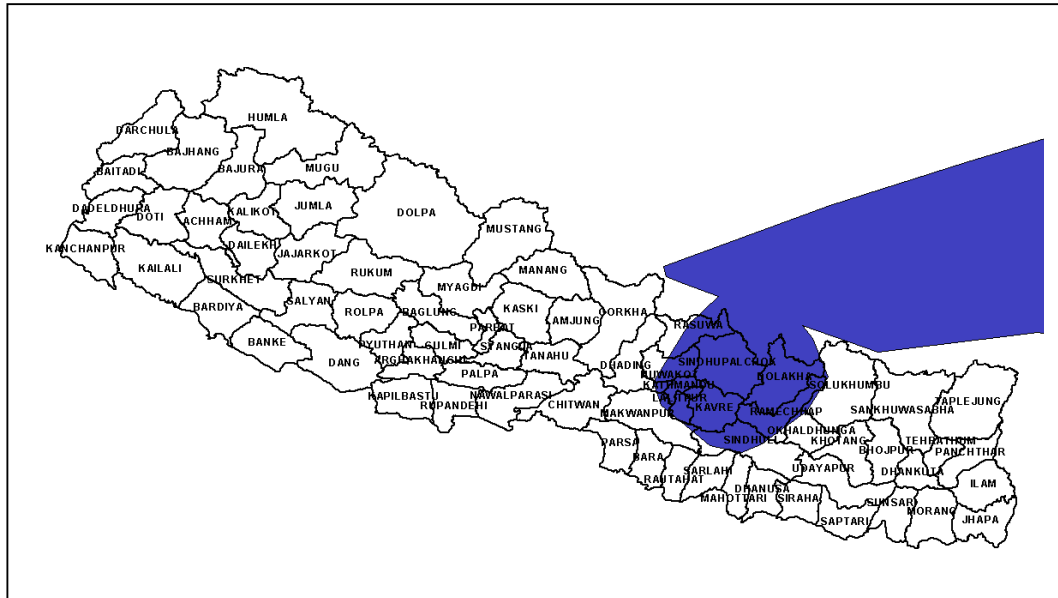 HUMLA
DARCHULA
BAJHANG
BAJURA
MUGU
BAITADI
DADELDHURA
DOTI
ACHHAM
KALIKOT
JUMLA
DOLPA
MUSTANG
KANCHANPUR
KAILALI
DAILEKH
JAJARKOT
SURKHET
RUKUM
MYAGDI
MANANG
BARDIYA
SALYAN
ROLPA
BAGLUNG
KASKI
LAMJUNG
GORKHA
PARBAT
RASUWA
BANKE
DANG
PYUTHAN
GULMI
SYANGJA
TANAHU
DHADING
SINDHUPALCHOK
PALPA
NUWAKOT
DOLAKHA
KATHMANDU
SOLUKHUMBU
KAPILBASTU
RUPANDEHI
NAWALPARASI
CHITWAN
LALITPUR
KAVRE
MAKWANPUR
RAMECHHAP
SANKHUWASABHA
TAPLEJUNG
OKHALDHUNGA
PARSA
BARA
SINDHULI
KHOTANG
BHOJPUR
TEHRATHUM
PANCHTHAR
RAUTAHAT
SARLAHI
UDAYAPUR
DHANKUTA
MAHOTTARI
DHANUSA
SIRAHA
ILAM
SAPTARI
SUNSARI
MORANG
JHAPA